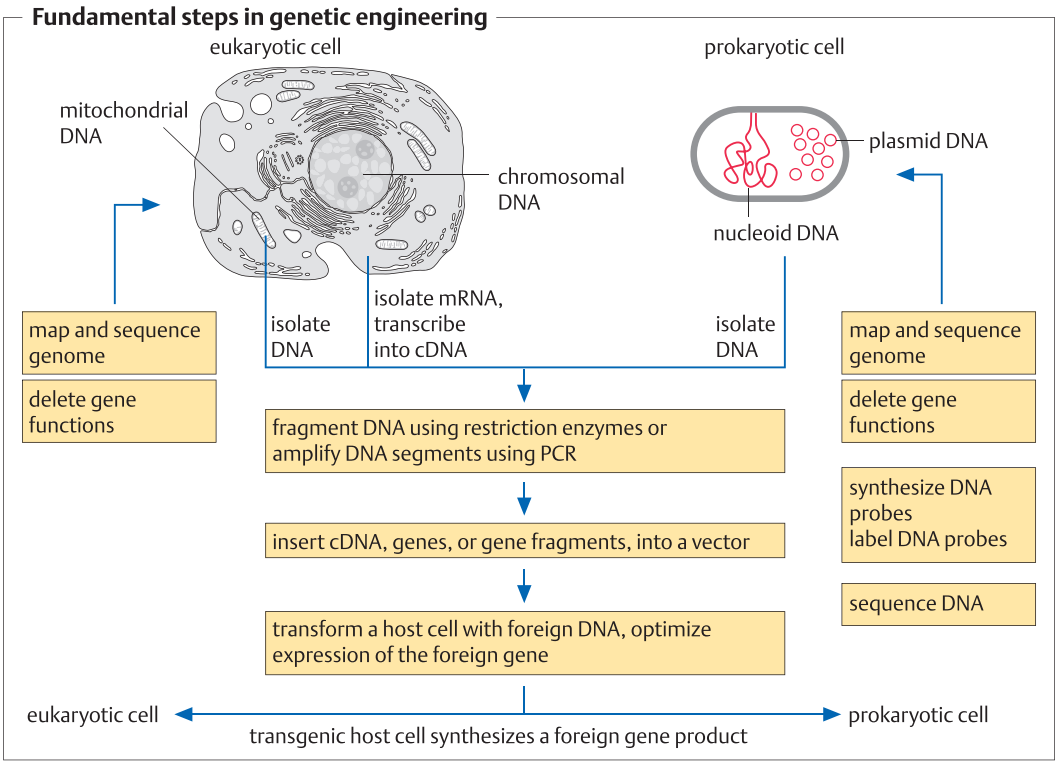 Fundamental steps in genetic engineering
eukaryotic cell
prokaryotic cell
mitochondrial
DNA
plasmid DNA
chromosomal
DNA
nucleoid DNA
isolate
DNA
isolate mRNA,
transcribe
into cDNA
isolate
DNA
map and sequence
genome
delete gene
functions
map and sequence
genome
delete gene
functions
synthesize DNA
probes
label DNA probes
sequence DNA
fragment DNA using restriction enzymes or
amplify DNA segments using PCR
insert cDNA, genes, or gene fragments, into a vector
transform a host cell with foreign DNA, optimize
expression of the foreign gene
eukaryotic cell
prokaryotic cell
transgenic host cell synthesizes a foreign gene product